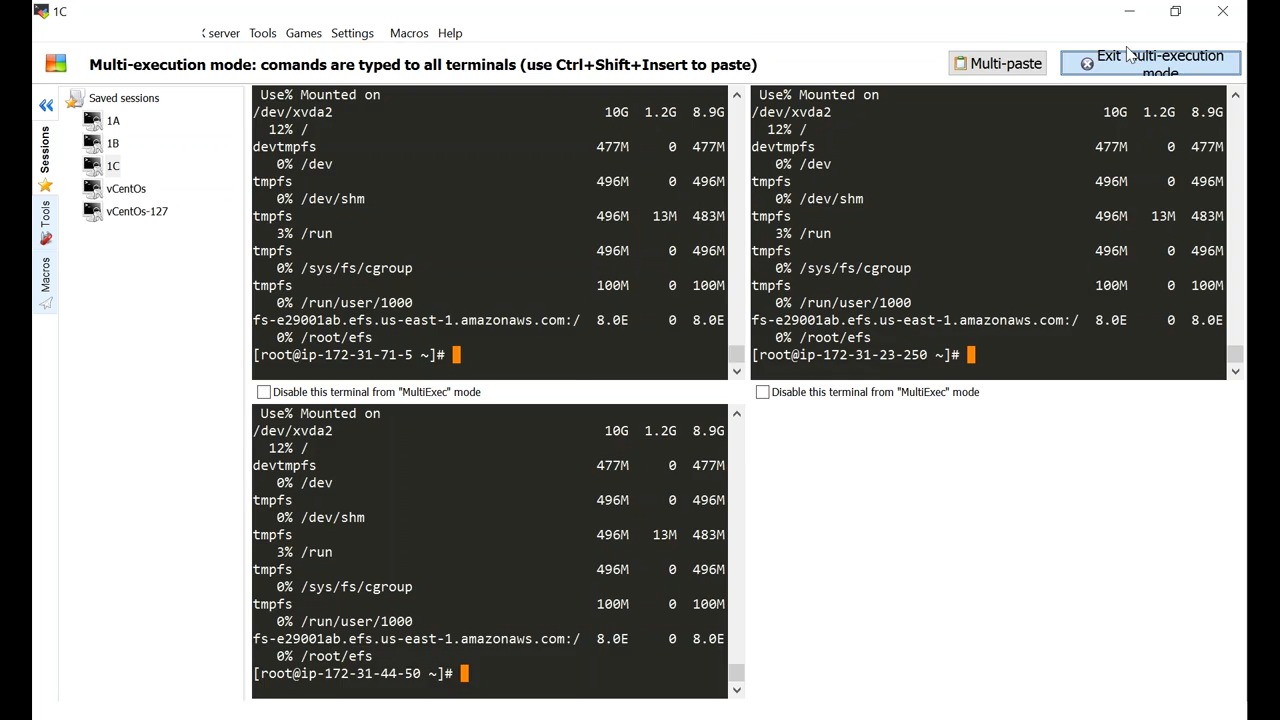 1C
server Tools Games Settings Macros Help
Multi-execution mode: comands are typed to all terminals (use Ctrl+Shift+Insert to paste)
Multi-paste
Exit multi-execution
mode
Sessions
Tools
Macros
Saved sessions
1A
1B
1C
vCentOs
vCentOs-127
Use% Mounted on
/dev/xvda2 10G 1.2G 8.9G
12% /
devtmpfs 477M 0 477M
0% /dev
tmpfs 496M 0 496M
0% /dev/shm
tmpfs 496M 13M 483M
3% /run
tmpfs 496M 0 496M
0% /sys/fs/cgroup
tmpfs 100M 0 100M
0% /run/user/1000
fs-e29001ab.efs.us-east-1.amazonaws.com:/ 8.0E 0 8.0E
0% /root/efs
[root@ip-172-31-71-5 ~]#
Disable this terminal from "MultiExec" mode
Use% Mounted on
/dev/xvda2 10G 1.2G 8.9G
12% /
devtmpfs 477M 0 477M
0% /dev
tmpfs 496M 0 496M
0% /dev/shm
tmpfs 496M 13M 483M
3% /run
tmpfs 496M 0 496M
0% /sys/fs/cgroup
tmpfs 100M 0 100M
0% /run/user/1000
fs-e29001ab.efs.us-east-1.amazonaws.com:/ 8.0E 0 8.0E
0% /root/efs
[root@ip-172-31-23-250 ~]#
Disable this terminal from "MultiExec" mode
Use% Mounted on
/dev/xvda2 10G 1.2G 8.9G
12% /
devtmpfs 477M 0 477M
0% /dev
tmpfs 496M 0 496M
0% /dev/shm
tmpfs 496M 13M 483M
3% /run
tmpfs 496M 0 496M
0% /sys/fs/cgroup
tmpfs 100M 0 100M
0% /run/user/1000
fs-e29001ab.efs.us-east-1.amazonaws.com:/ 8.0E 0 8.0E
0% /root/efs
[root@ip-172-31-44-50 ~]#